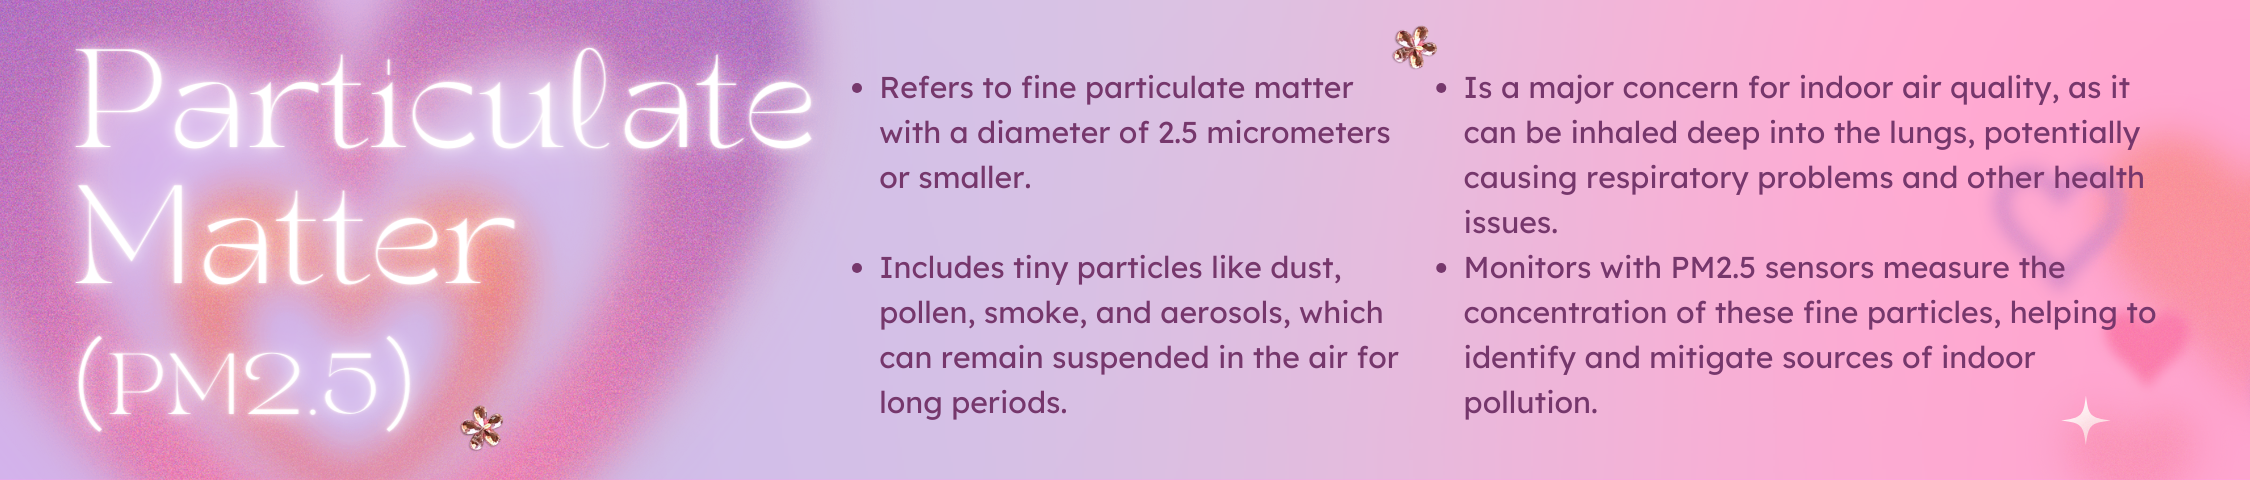 Particulate
Matter
(PM2.5)
• Refers to fine particulate matter
with a diameter of 2.5 micrometers
or smaller.
• Includes tiny particles like dust,
pollen, smoke, and aerosols, which
can remain suspended in the air for
long periods.
• Is a major concern for indoor air quality, as it
can be inhaled deep into the lungs, potentially
causing respiratory problems and other health
issues.
• Monitors with PM2.5 sensors measure the
concentration of these fine particles, helping to
identify and mitigate sources of indoor
pollution.